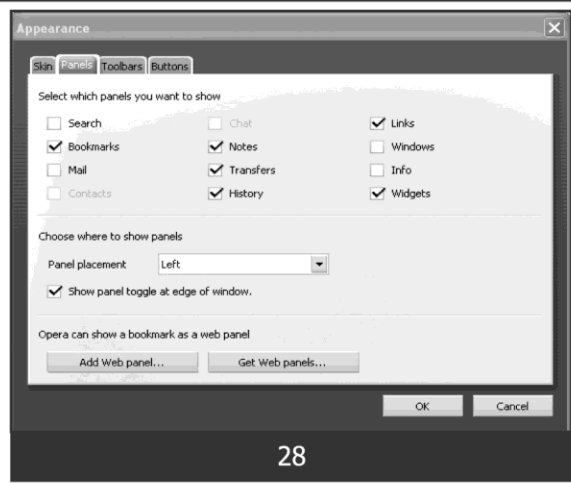 Appearance
Skin Panels Toolbars Buttons
Select which panels you want to show
Search Chat Links
Bookmarks Notes Windows
Mail Transfers Info
Contacts History Widgets
Choose where to show panels
Panel placement Left
Show panel toggle at edge of window.
Opera can show a bookmark as a web panel
Add Web panel... Get Web panels...
OK Cancel
28